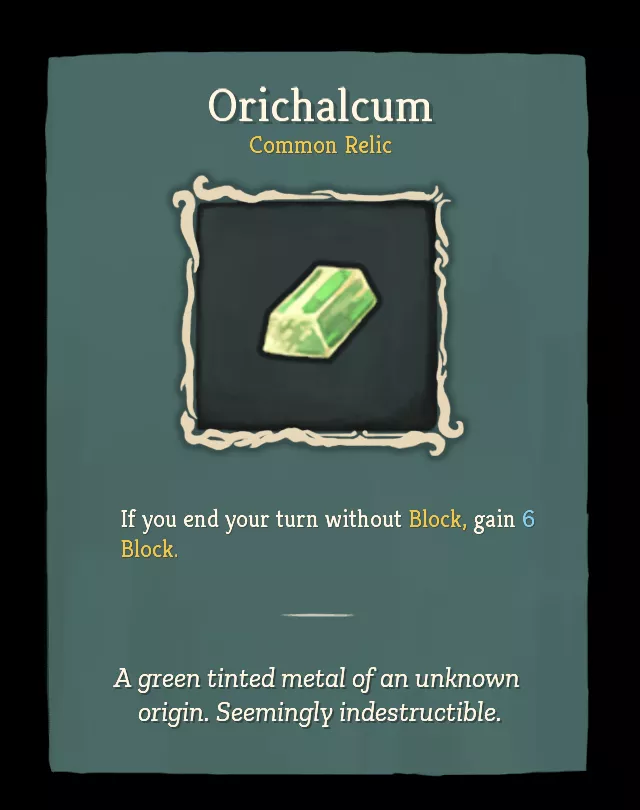 Orichalcum
Common Relic
If you end your turn without Block, gain 6
Block.
A green tinted metal of an unknown
origin. Seemingly indestructible.